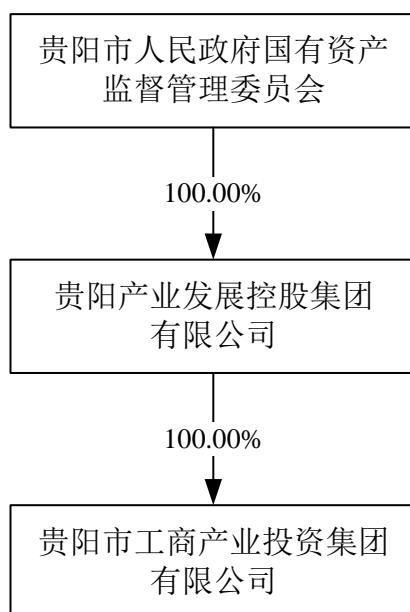 贵阳市人民政府国有资产
监督管理委员会
100.00%
贵阳产业发展控股集团
有限公司
100.00%
贵阳市工商产业投资集团
有限公司